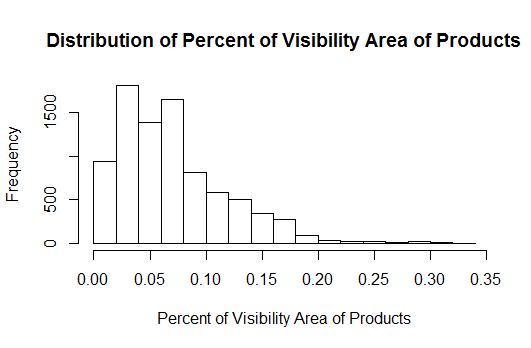 Distribution of Percent of Visibility Area of Products
Frequency
1500
500
0
0.00 0.05 0.10 0.15 0.20 0.25 0.30 0.35
Percent of Visibility Area of Products